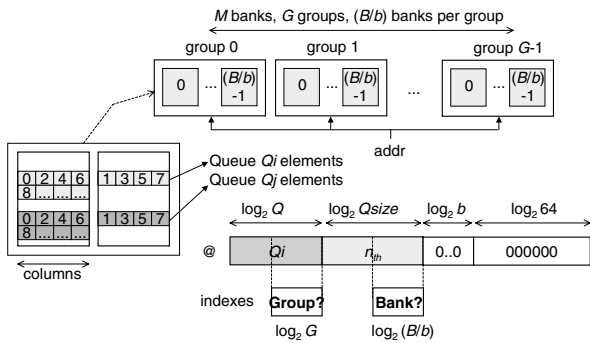 M banks, G groups, (B/b) banks per group
group 0 group 1 group G-1
0 ... (B/b) -1 0 ... (B/b) -1 ... 0 ... (B/b) -1
addr
0 2 4 6 1 3 5 7 Queue Qi elements
8 ... ... ...
Queue Qj elements
0 2 4 6 1 3 5 7
8 ... ... ...
columns
log2 Q log2 Qsize log2 b log2 64
@ Qi nth 0..0 000000
indexes Group? Bank?
log2 G log2 (B/b)